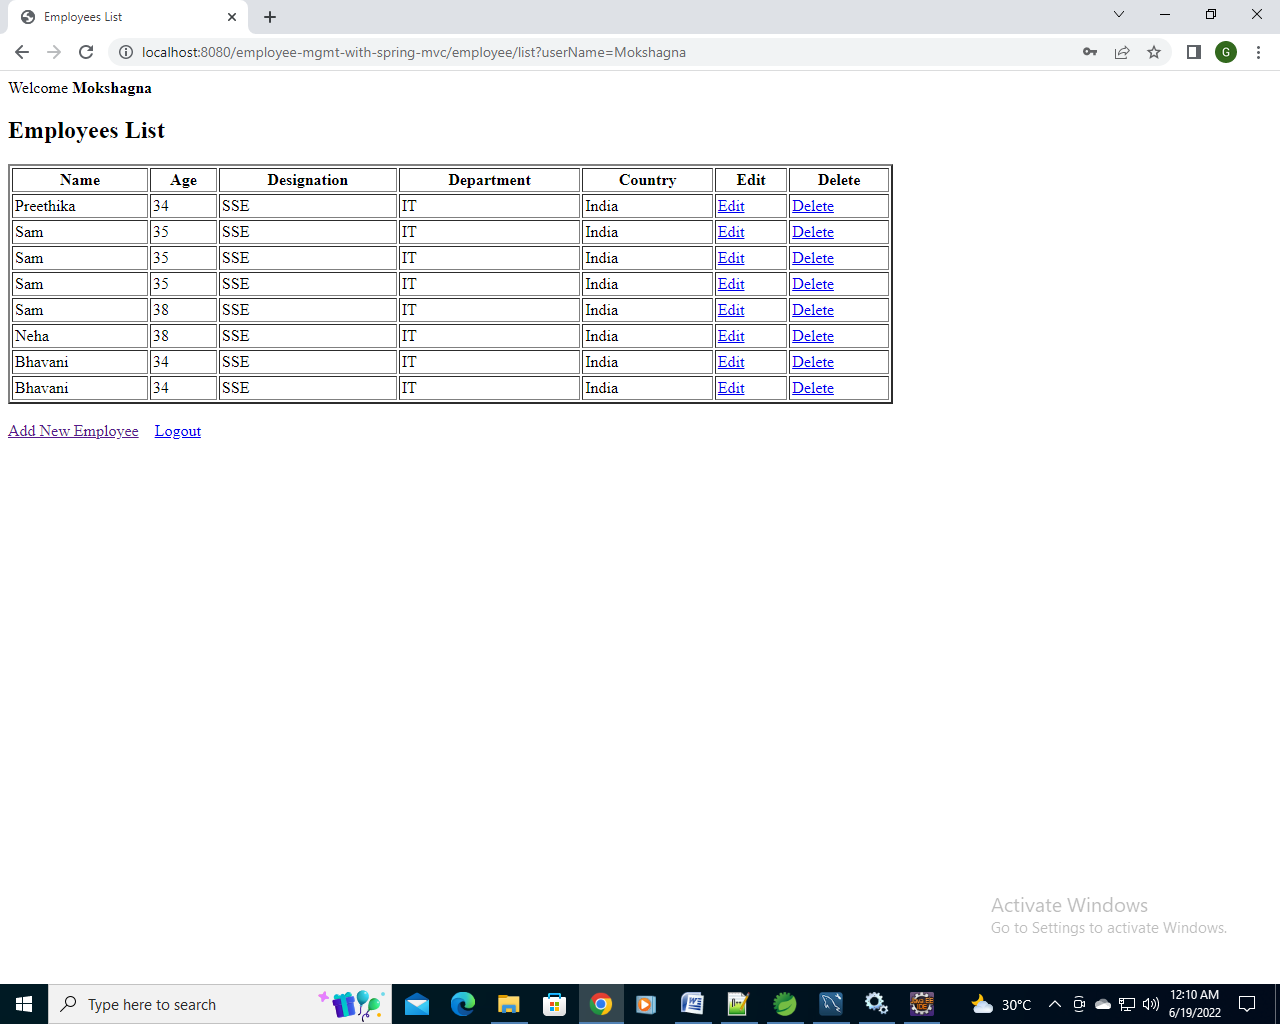 Employees List
localhost:8080/employee-mgmt-with-spring-mvc/employee/list?userName=Mokshagna
G
Welcome Mokshagna
Employees List
Name Age Designation Department Country Edit Delete
Preethika 34 SSE IT India Edit Delete
Sam 35 SSE IT India Edit Delete
Sam 35 SSE IT India Edit Delete
Sam 35 SSE IT India Edit Delete
Sam 38 SSE IT India Edit Delete
Neha 38 SSE IT India Edit Delete
Bhavani 34 SSE IT India Edit Delete
Bhavani 34 SSE IT India Edit Delete
Add New Employee Logout
Activate Windows
Go to Settings to activate Windows.
Type here to search
30°C
12:10 AM
6/19/2022